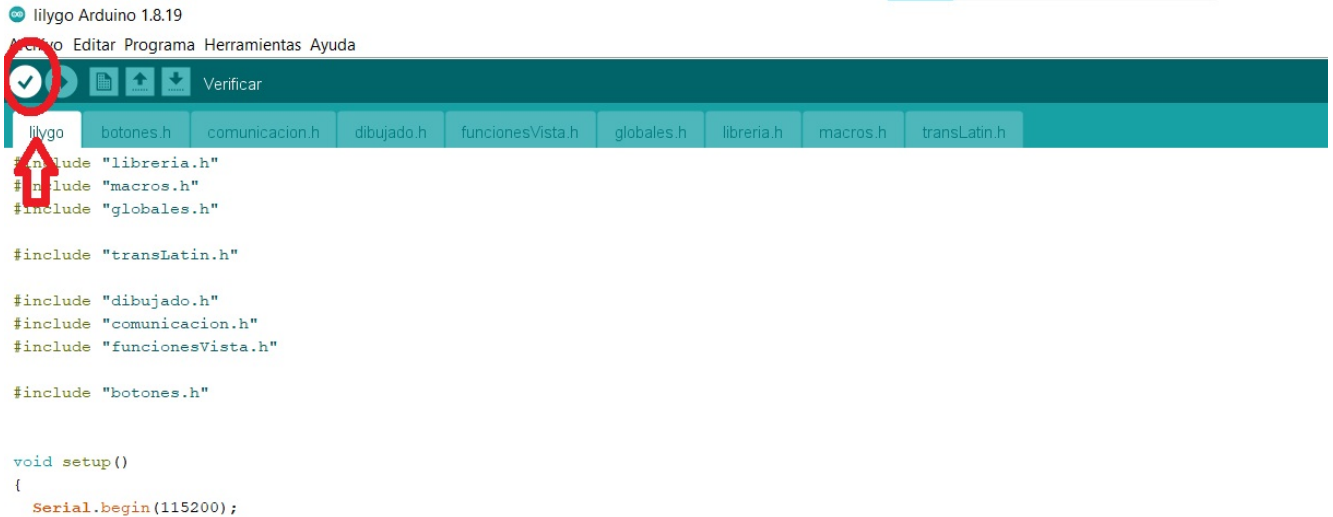 lilygo Arduino 1.8.19
Archivo Editar Programa Herramientas Ayuda
Verificar
lilygo botones.h comunicacion.h dibujado.h funcionesVista.h globales.h libreria.h macros.h transLatin.h
#include "libreria.h"
#include "macros.h"
#include "globales.h"
#include "transLatin.h"
#include "dibujado.h"
#include "comunicacion.h"
#include "funcionesVista.h"
#include "botones.h"
void setup()
{
Serial.begin(115200);